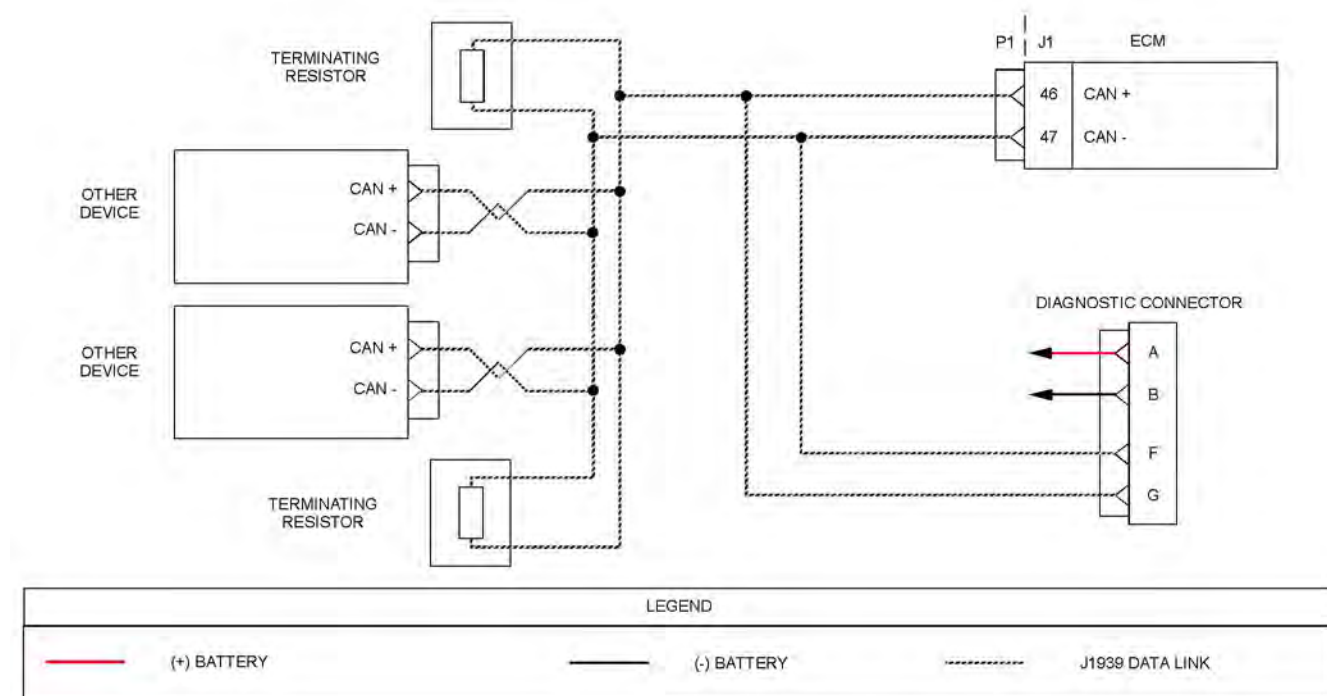 TERMINATING
RESISTOR
P1 J1 ECM
46 CAN +
47 CAN -
OTHER
DEVICE
CAN +
CAN -
DIAGNOSTIC CONNECTOR
A
B
F
G
OTHER
DEVICE
CAN +
CAN -
TERMINATING
RESISTOR
LEGEND
(+) BATTERY (-) BATTERY J1939 DATA LINK